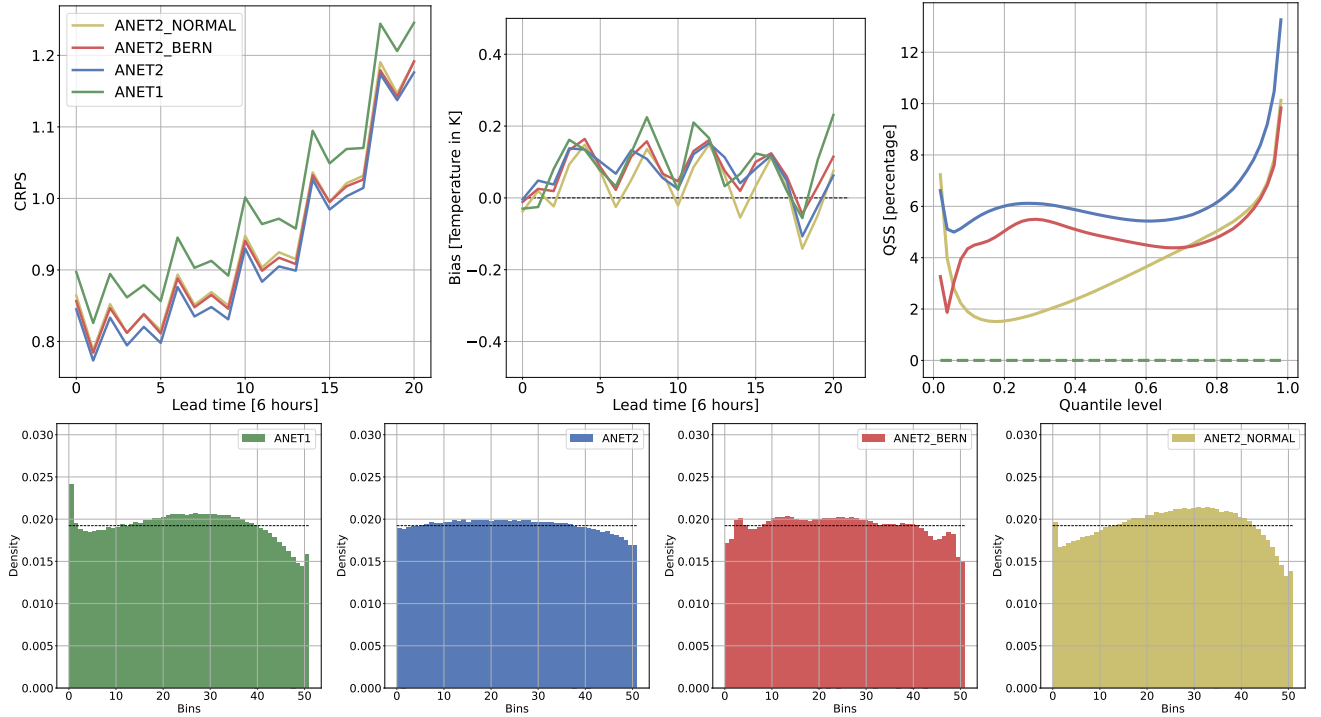 CRPS
1.2
1.1
1.0
0.9
0.8
ANET2_NORMAL
ANET2_BERN
ANET2
ANET1
0 5 10 15 20
Lead time [6 hours]
Bias [Temperature in K]
0.4
0.2
0.0
−0.2
−0.4
0 5 10 15 20
Lead time [6 hours]
QSS [percentage]
12
10
8
6
4
2
0
0.0 0.2 0.4 0.6 0.8 1.0
Quantile level
Density
0.030
0.025
0.020
0.015
0.010
0.005
0.000
ANET1
0 10 20 30 40 50
Bins
Density
0.030
0.025
0.020
0.015
0.010
0.005
0.000
ANET2
0 10 20 30 40 50
Bins
Density
0.030
0.025
0.020
0.015
0.010
0.005
0.000
ANET2_BERN
0 10 20 30 40 50
Bins
Density
0.030
0.025
0.020
0.015
0.010
0.005
0.000
ANET2_NORMAL
0 10 20 30 40 50
Bins